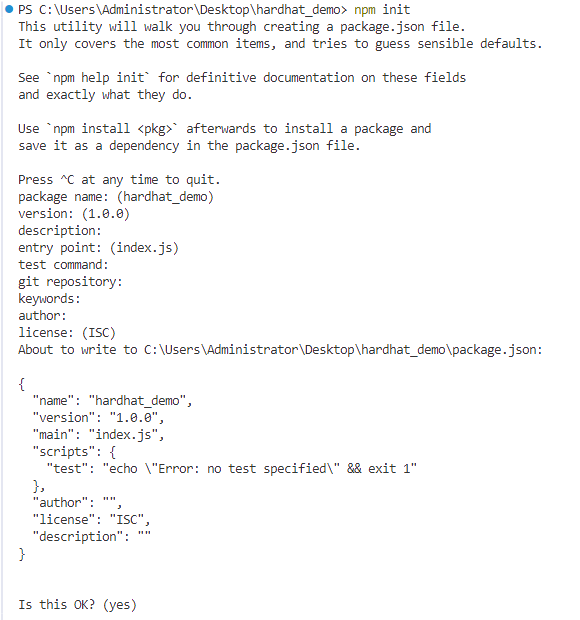 PS C:\Users\Administrator\Desktop\hardhat_demo> npm init
This utility will walk you through creating a package.json file.
It only covers the most common items, and tries to guess sensible defaults.

See `npm help init` for definitive documentation on these fields
and exactly what they do.

Use `npm install <pkg>` afterwards to install a package and
save it as a dependency in the package.json file.

Press ^C at any time to quit.
package name: (hardhat_demo)
version: (1.0.0)
description:
entry point: (index.js)
test command:
git repository:
keywords:
author:
license: (ISC)
About to write to C:\Users\Administrator\Desktop\hardhat_demo\package.json:

{
  "name": "hardhat_demo",
  "version": "1.0.0",
  "main": "index.js",
  "scripts": {
    "test": "echo \"Error: no test specified\" && exit 1"
  },
  "author": "",
  "license": "ISC",
  "description": ""
}


Is this OK? (yes)